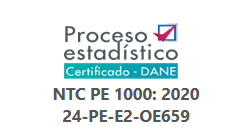 Proceso
estadístico
Certificado - DANE
NTC PE 1000: 2020
24-PE-E2-OE659